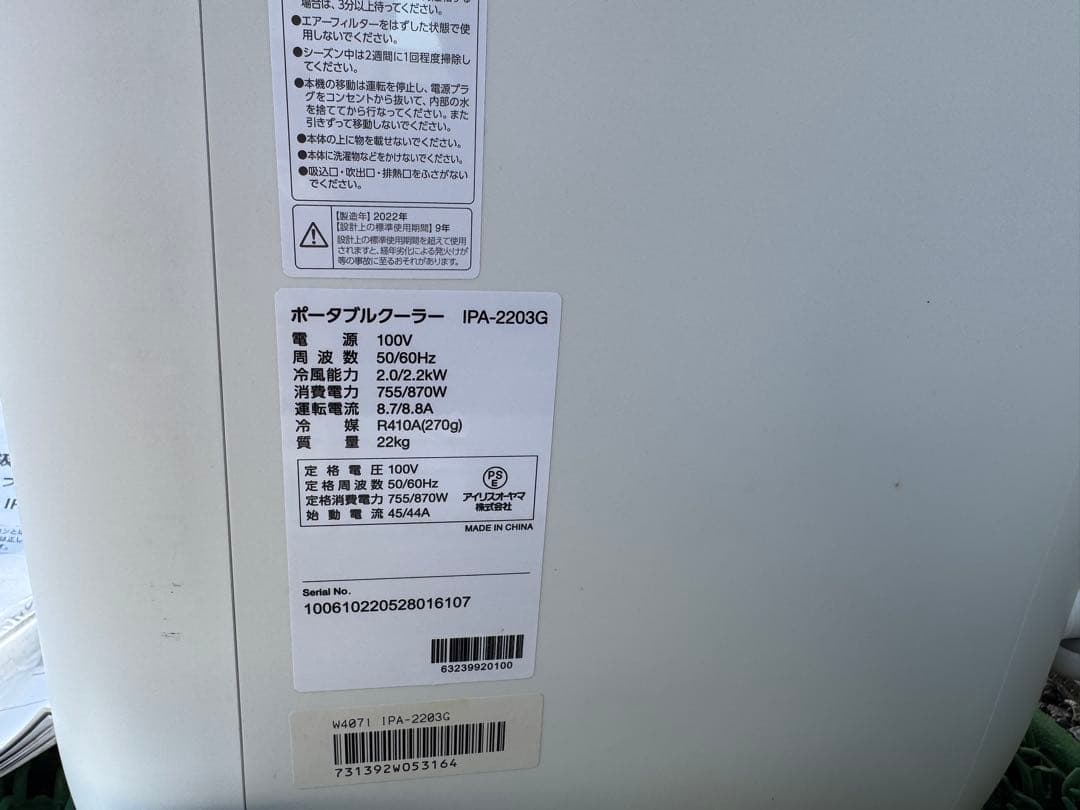 場合は、3分以上待ってください。
●エアーフィルターをはずした状態で使
用しないでください。
●シーズン中は2週間に1回程度掃除し
てください。
●本機の移動は運転を停止し、電源プラ
グをコンセントから抜いて、内部の水
を捨ててから行なってください。また
引きずって移動しないでください。
●本体の上に物を載せないでください。
●本体に洗濯物などをかけないでください。
●吸込口・吹出口・排熱口をふさがない
でください。
【製造年】2022年
【設計上の標準使用期間】9年
設計上の標準使用期間を超えて使用
されますと、経年劣化による発火けが
等の事故に至るおそれがあります。
ポータブルクーラー IPA-2203G
電源 100V
周波数 50/60Hz
冷風能力 2.0/2.2kW
消費電力 755/870W
運転電流 8.7/8.8A
冷媒 R410A(270g)
質量 22kg
定格電圧 100V
定格周波数 50/60Hz
定格消費電力 755/870W
始動電流 45/44A
PS
E
アイリスオーヤマ
株式会社
MADE IN CHINA
Serial No.
100610220528016107
63239920100
W407I IPA-2203G
731392W053164